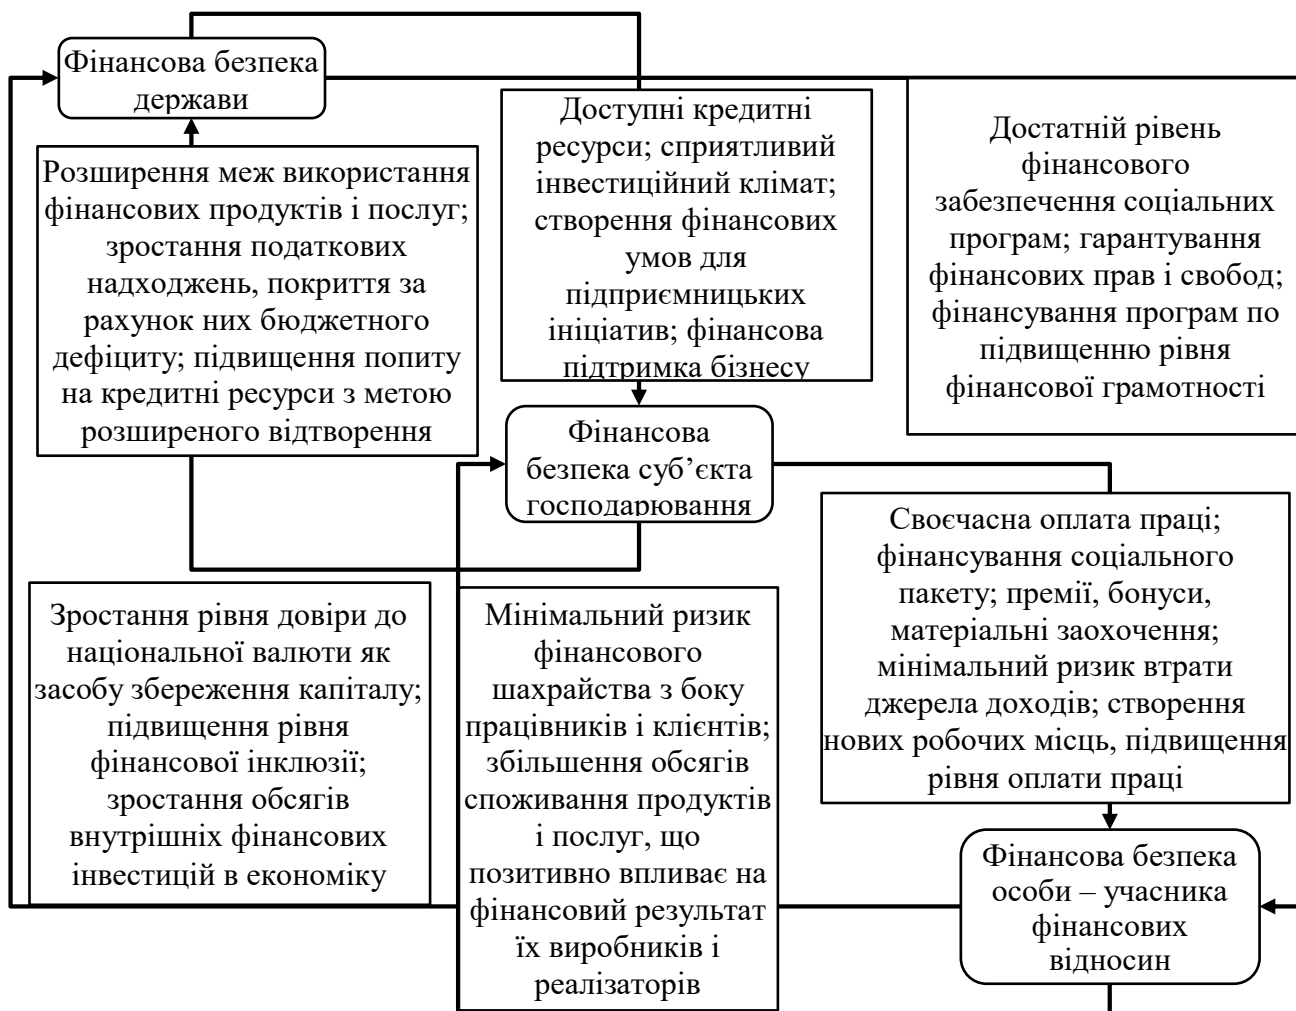 Фінансова безпека
держави
Доступні кредитні
ресурси; сприятливий
інвестиційний клімат;
створення фінансових
умов для
підприємницьких
ініціатив; фінансова
підтримка бізнесу
Достатній рівень
фінансового
забезпечення соціальних
програм; гарантування
фінансових прав і свобод;
фінансування програм по
підвищенню рівня
фінансової грамотності
Розширення меж використання
фінансових продуктів і послуг;
зростання податкових
надходжень, покриття за
рахунок них бюджетного
дефіциту; підвищення попиту
на кредитні ресурси з метою
розширеного відтворення
Фінансова
безпека суб’єкта
господарювання
Своєчасна оплата праці;
фінансування соціального
пакету; премії, бонуси,
матеріальні заохочення;
мінімальний ризик втрати
джерела доходів; створення
нових робочих місць, підвищення
рівня оплати праці
Зростання рівня довіри до
національної валюти як
засобу збереження капіталу;
підвищення рівня
фінансової інклюзії;
зростання обсягів
внутрішніх фінансових
інвестицій в економіку
Мінімальний ризик
фінансового
шахрайства з боку
працівників і клієнтів;
збільшення обсягів
споживання продуктів
і послуг, що
позитивно впливає на
фінансовий результат
їх виробників і
реалізаторів
Фінансова безпека
особи – учасника
фінансових
відносин